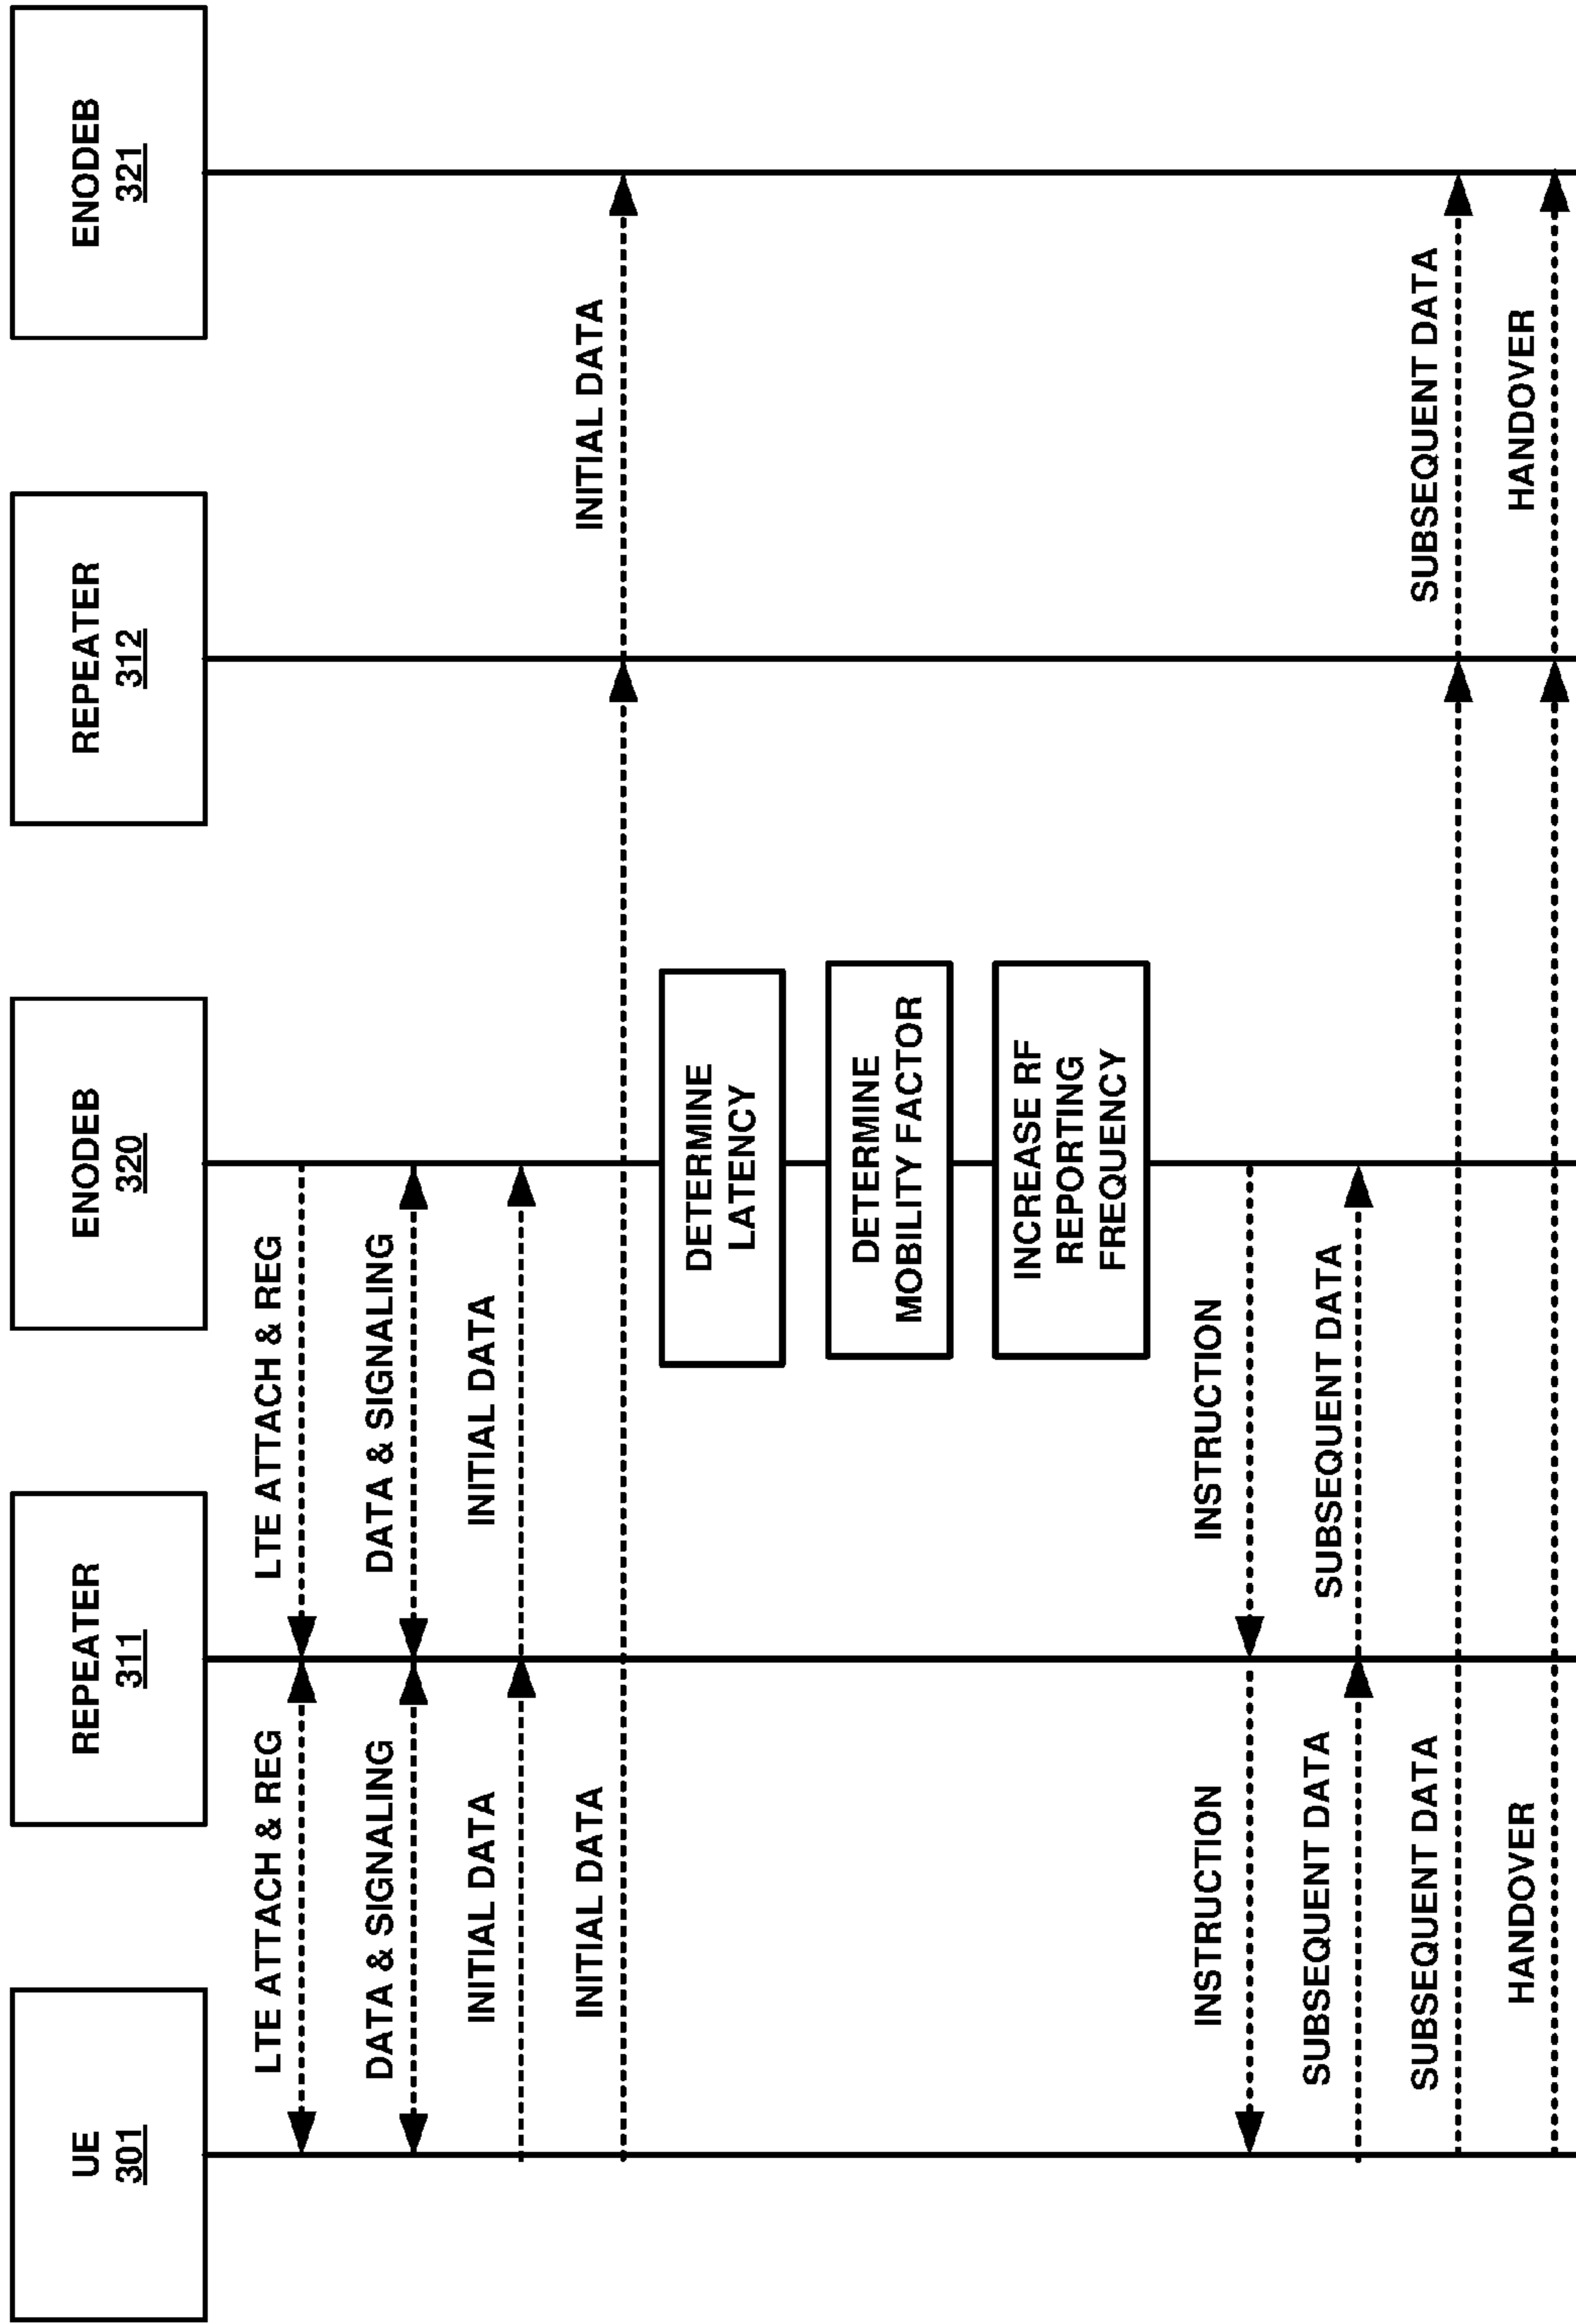 UE
301
REPEATER
311
ENODEB
320
REPEATER
312
ENODEB
321
LTE ATTACH & REG
LTE ATTACH & REG
DATA & SIGNALING
DATA & SIGNALING
INITIAL DATA
INITIAL DATA
INITIAL DATA
INITIAL DATA
DETERMINE
LATENCY
DETERMINE
MOBILITY FACTOR
INCREASE RF
REPORTING
FREQUENCY
INSTRUCTION
INSTRUCTION
SUBSEQUENT DATA
SUBSEQUENT DATA
SUBSEQUENT DATA
SUBSEQUENT DATA
HANDOVER
HANDOVER